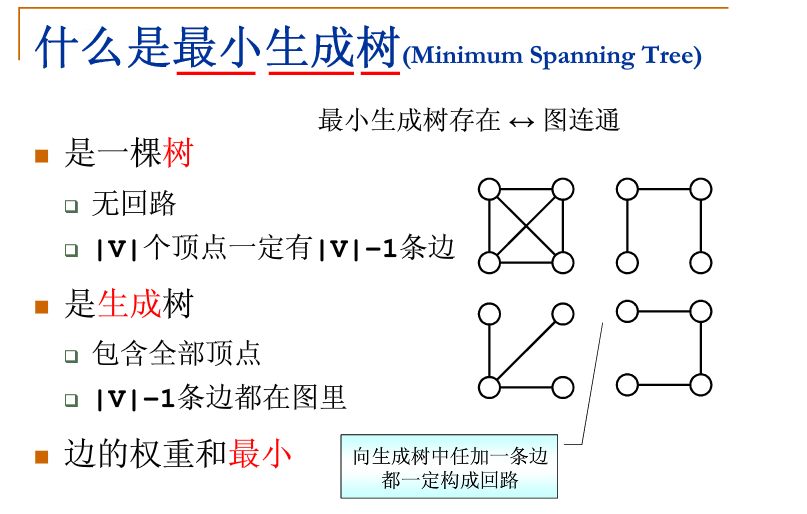 什么是最小生成树(Minimum Spanning Tree)
最小生成树存在 ↔ 图连通
是一棵树
无回路
|V|个顶点一定有|V|-1条边
是生成树
包含全部顶点
|V|-1条边都在图里
边的权重和最小
向生成树中任加一条边
都一定构成回路